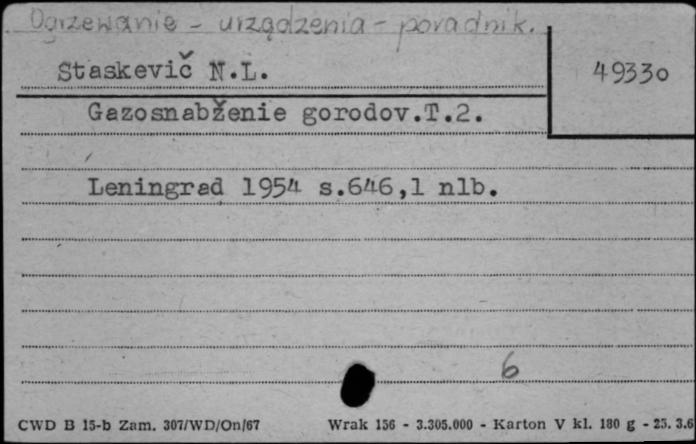 Ogrzewanie - urządzenia - poradnik.
Staskevič N.L.
49330
Gazosnabženie gorodov.T.2.
Leningrad 1954 s.646,1 nlb.
6
CWD B 15-b Zam. 307/WD/On/67 Wrak 156 - 3.305.000 - Karton V kl. 180 g - 25. 3.6